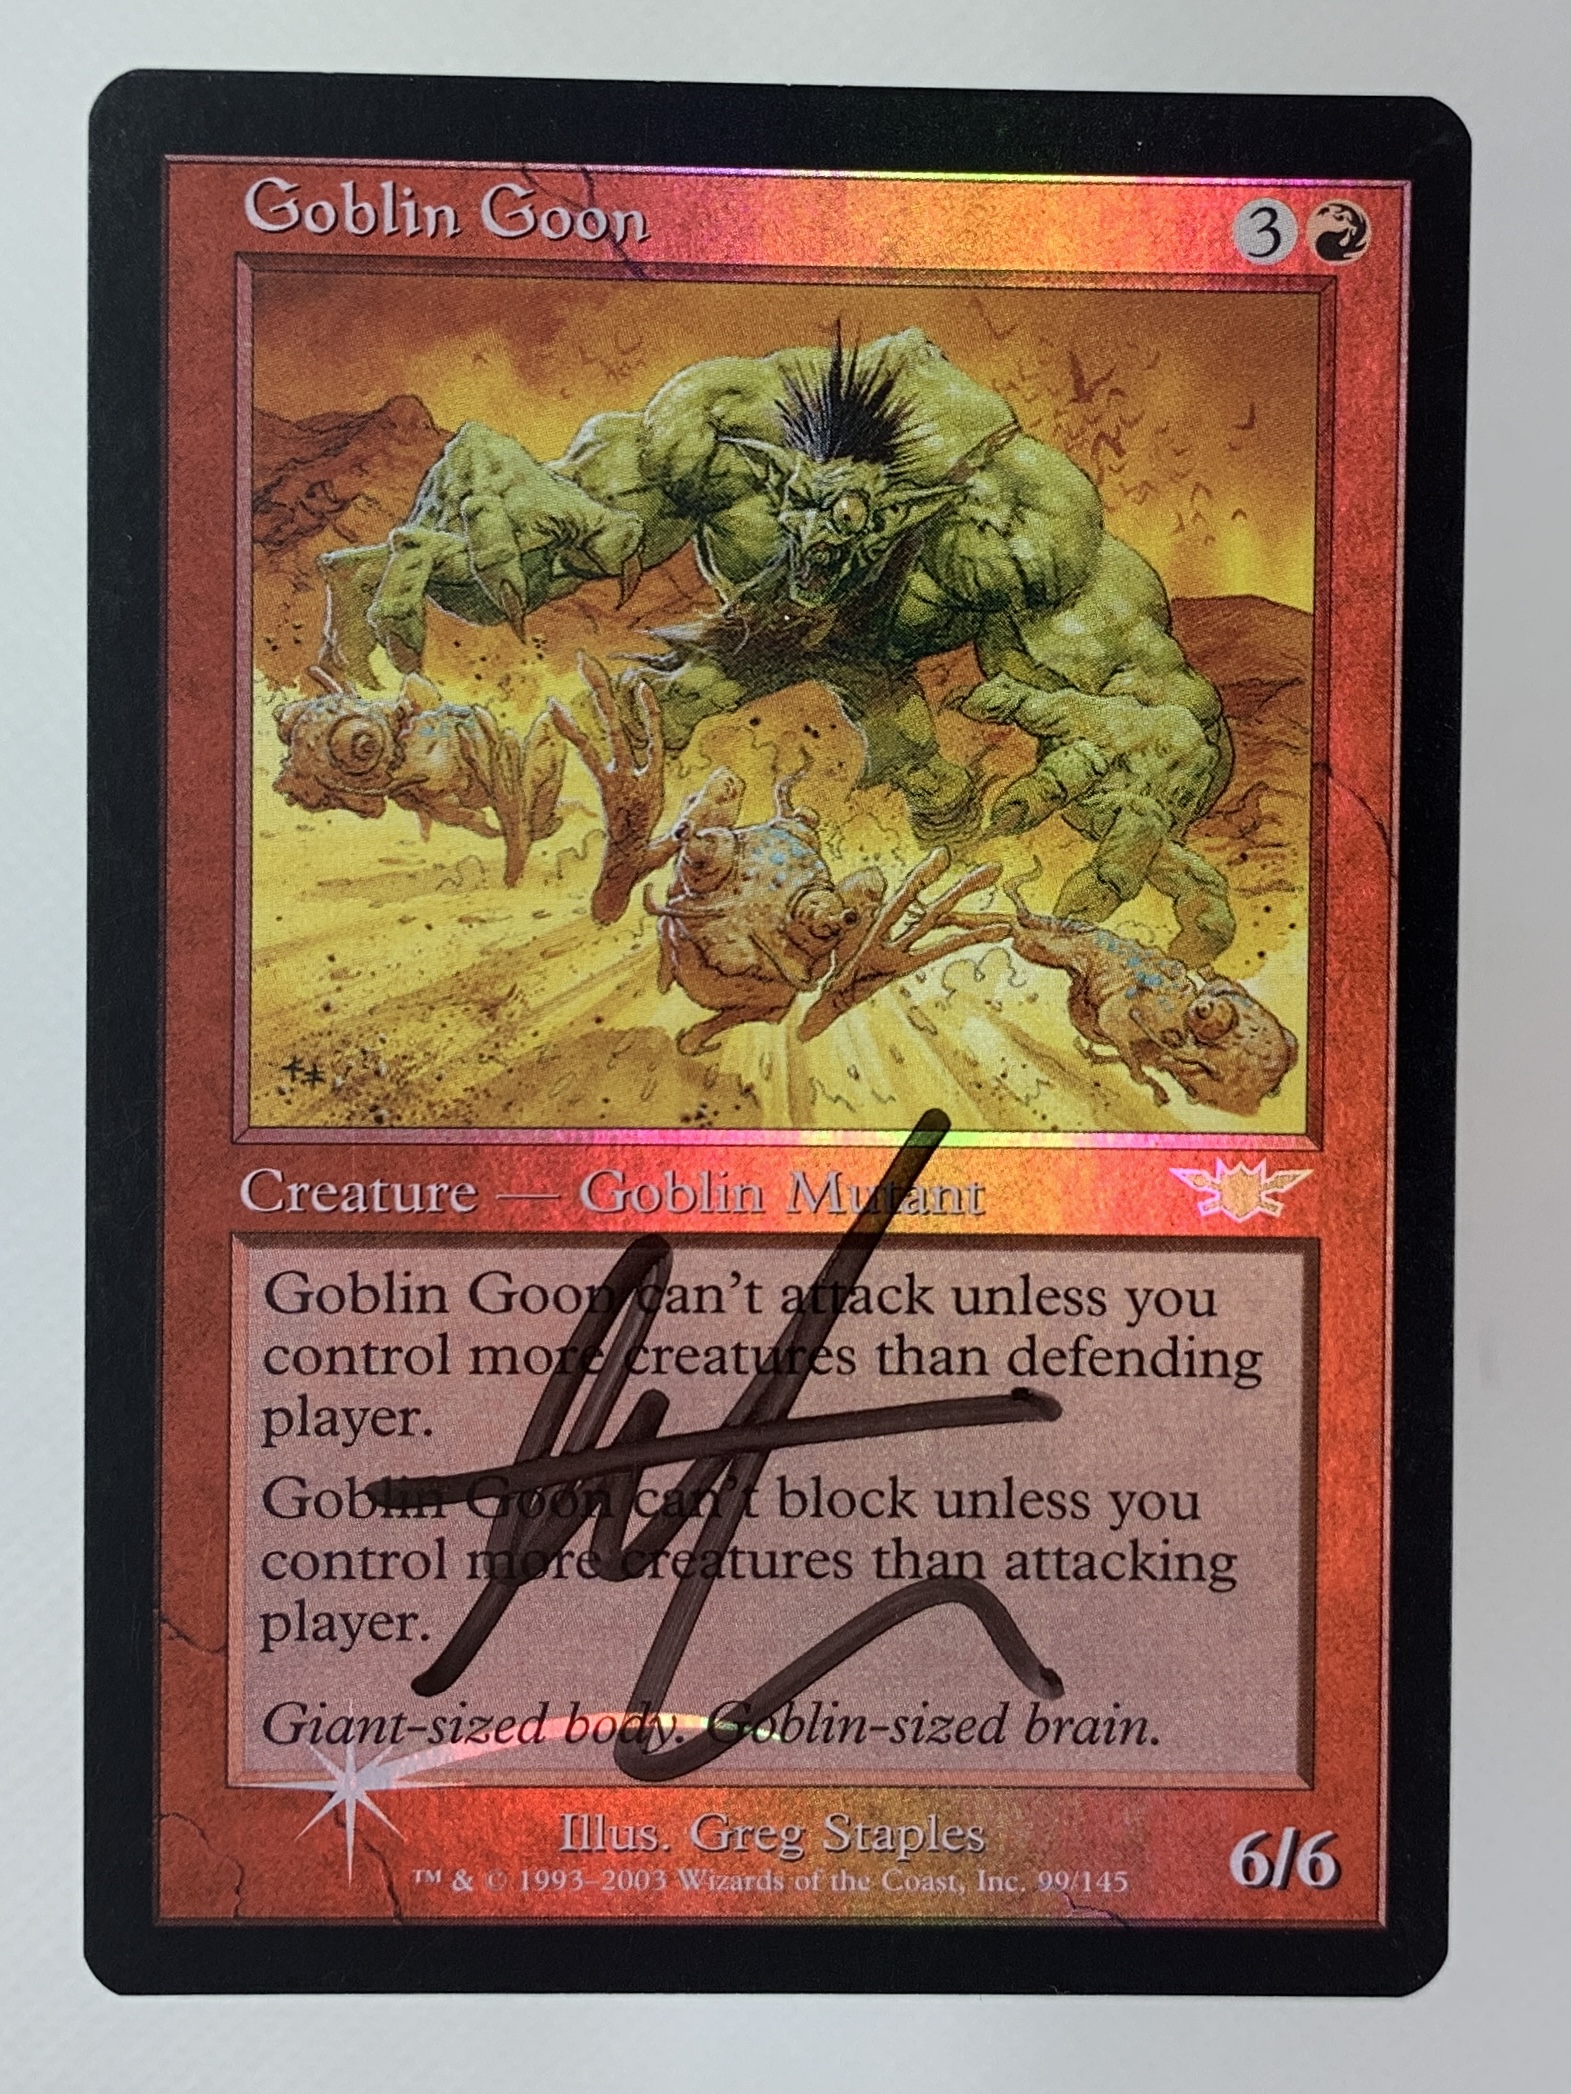 Goblin Goon 3
Creature — Goblin Mutant
Goblin Goon can't attack unless you
control more creatures than defending
player.
Goblin Goon can't block unless you
control more creatures than attacking
player.
Giant-sized body. Goblin-sized brain.
Illus. Greg Staples
6/6
™ & © 1993–2003 Wizards of the Coast, Inc. 99/145